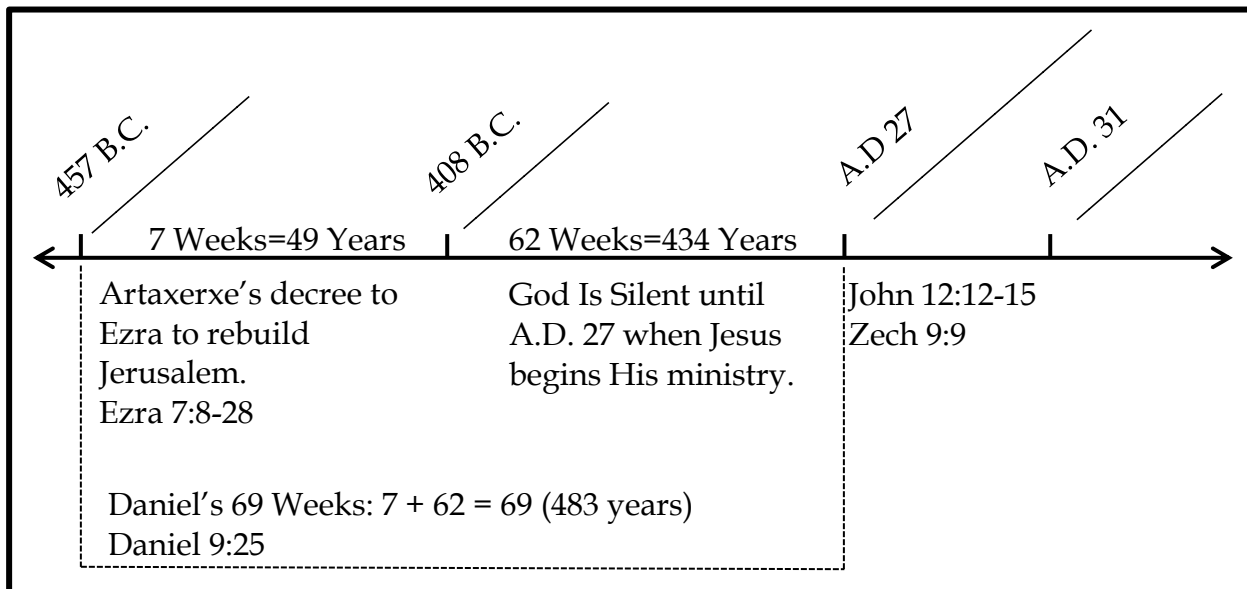 457 B.C.
408 B.C.
A.D 27
A.D. 31
7 Weeks=49 Years
62 Weeks=434 Years
Artaxerxe’s decree to
Ezra to rebuild
Jerusalem.
Ezra 7:8-28
God Is Silent until
A.D. 27 when Jesus
begins His ministry.
John 12:12-15
Zech 9:9
Daniel’s 69 Weeks: 7 + 62 = 69 (483 years)
Daniel 9:25